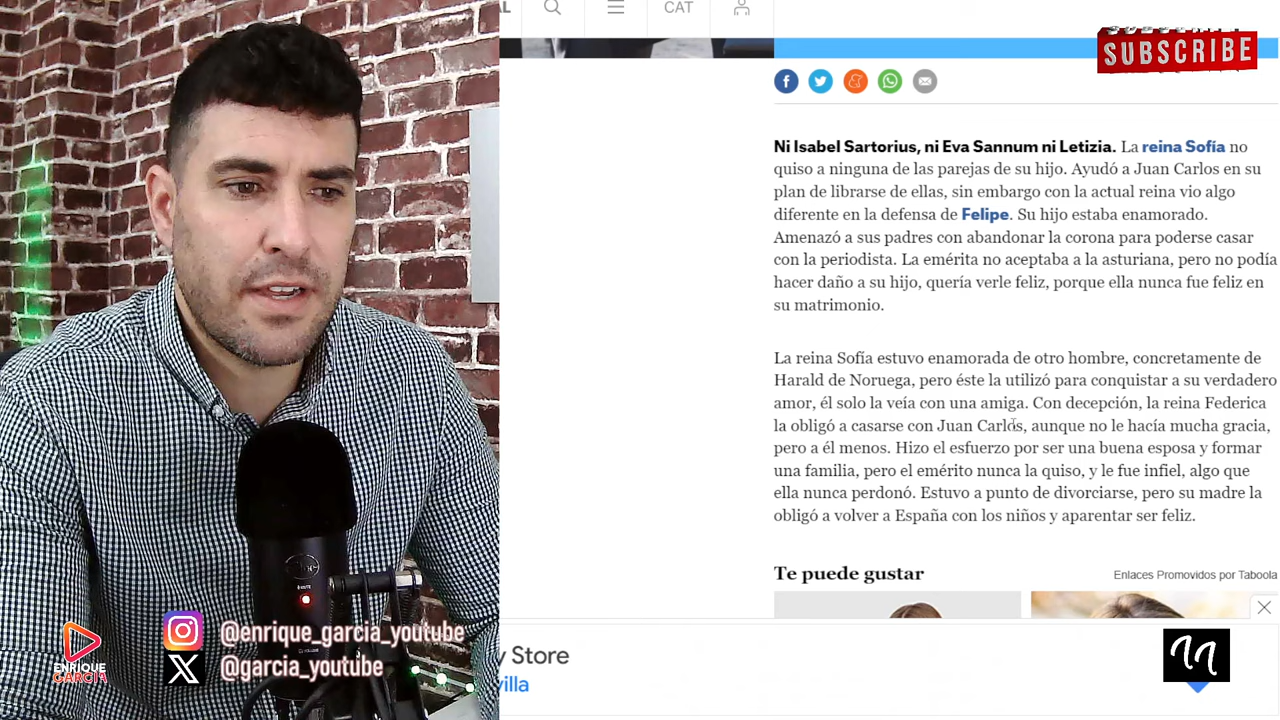 CAT
SUBSCRIBE
Ni Isabel Sartorius, ni Eva Sannum ni Letizia. La reina Sofía no
quiso a ninguna de las parejas de su hijo. Ayudó a Juan Carlos en su
plan de librarse de ellas, sin embargo con la actual reina vio algo
diferente en la defensa de Felipe. Su hijo estaba enamorado.
Amenazó a sus padres con abandonar la corona para poderse casar
con la periodista. La emérita no aceptaba a la asturiana, pero no podía
hacer daño a su hijo, quería verle feliz, porque ella nunca fue feliz en
su matrimonio.
La reina Sofía estuvo enamorada de otro hombre, concretamente de
Harald de Noruega, pero éste la utilizó para conquistar a su verdadero
amor, él solo la veía con una amiga. Con decepción, la reina Federica
la obligó a casarse con Juan Carlos, aunque no le hacía mucha gracia,
pero a él menos. Hizo el esfuerzo por ser una buena esposa y formar
una familia, pero el emérito nunca la quiso, y le fue infiel, algo que
ella nunca perdonó. Estuvo a punto de divorciarse, pero su madre la
obligó a volver a España con los niños y aparentar ser feliz.
Te puede gustar
Enlaces Promovidos por Taboola
y Store
villa
ENRIQUE
GARCIA
@enrique_garcia_youtube
@garcia_youtube